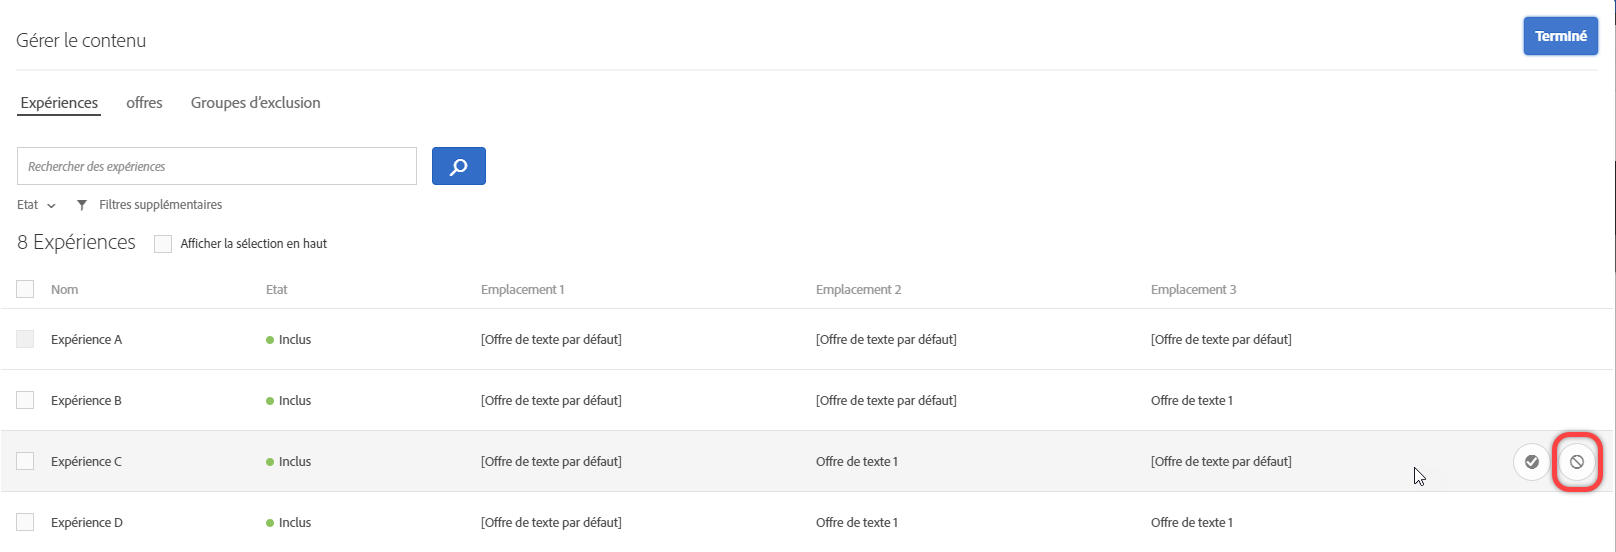 Gérer le contenu
Terminé
Expériences offres Groupes d'exclusion
Rechercher des expériences
Etat Filtres supplémentaires
8 Expériences Afficher la sélection en haut
Nom Etat Emplacement 1 Emplacement 2 Emplacement 3
Expérience A Inclus [Offre de texte par défaut] [Offre de texte par défaut] [Offre de texte par défaut]
Expérience B Inclus [Offre de texte par défaut] [Offre de texte par défaut] Offre de texte 1
Expérience C Inclus [Offre de texte par défaut] Offre de texte 1 [Offre de texte par défaut]
Expérience D Inclus [Offre de texte par défaut] Offre de texte 1 Offre de texte 1